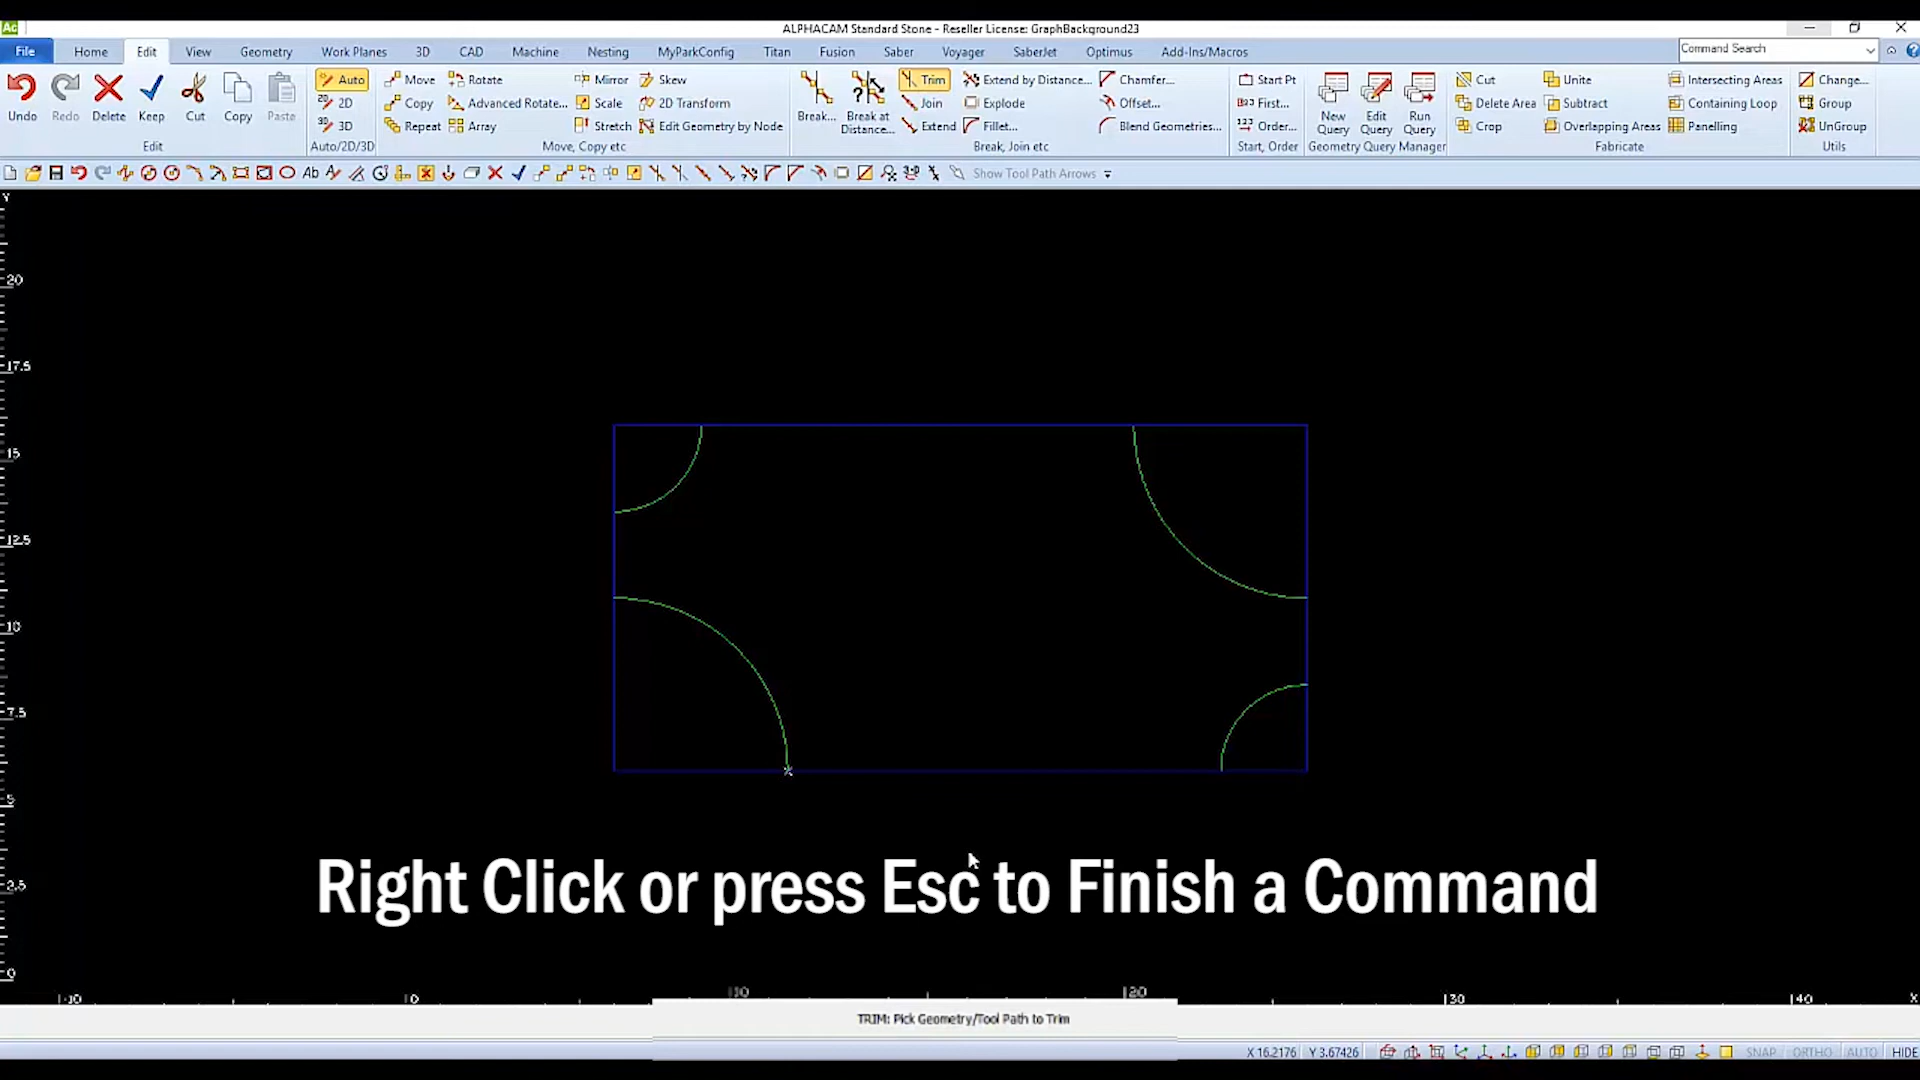 ALPHACAM Standard Stone - Reseller License: GraphBackground23
File Home Edit View Geometry Work Planes 3D CAD Machine Nesting MyParkConfig Titan Fusion Saber Voyager SaberJet Optimus Add-Ins/Macros Command Search
Auto Move Rotate Mirror Skew Trim Extend by Distance... Chamfer... Start Pt Cut Unite Intersecting Areas Change...
2D Copy Advanced Rotate... Scale 2D Transform Join Explode Offset... First... Delete Area Subtract Containing Loop Group
3D Repeat Array Stretch Edit Geometry by Node Extend Fillet... Blend Geometries... Order... Crop Overlapping Areas Panelling UnGroup
Undo Redo Delete Keep Cut Copy Paste Break... Break at Distance... New Query Edit Query Run Query
Edit Auto/2D/3D Move, Copy etc Break, Join etc Start, Order Geometry Query Manager Fabricate Utils
Show Tool Path Arrows
Y
20
17.5
15
12.5
10
7.5
5
2.5
0
Right Click or press Esc to Finish a Command
-10 0 10 20 30 40 X
TRIM: Pick Geometry/Tool Path to Trim
X 16.2176 Y 3.67426 SNAP ORTHO AUTO HIDE